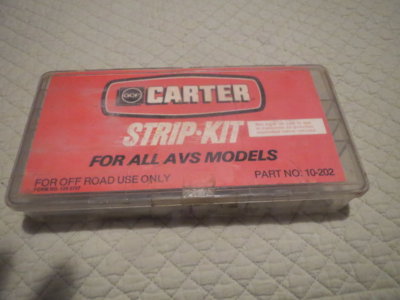 CARTER
STRIP-KIT
FOR ALL AVS MODELS
FOR OFF ROAD USE ONLY
PART NO. 10-202